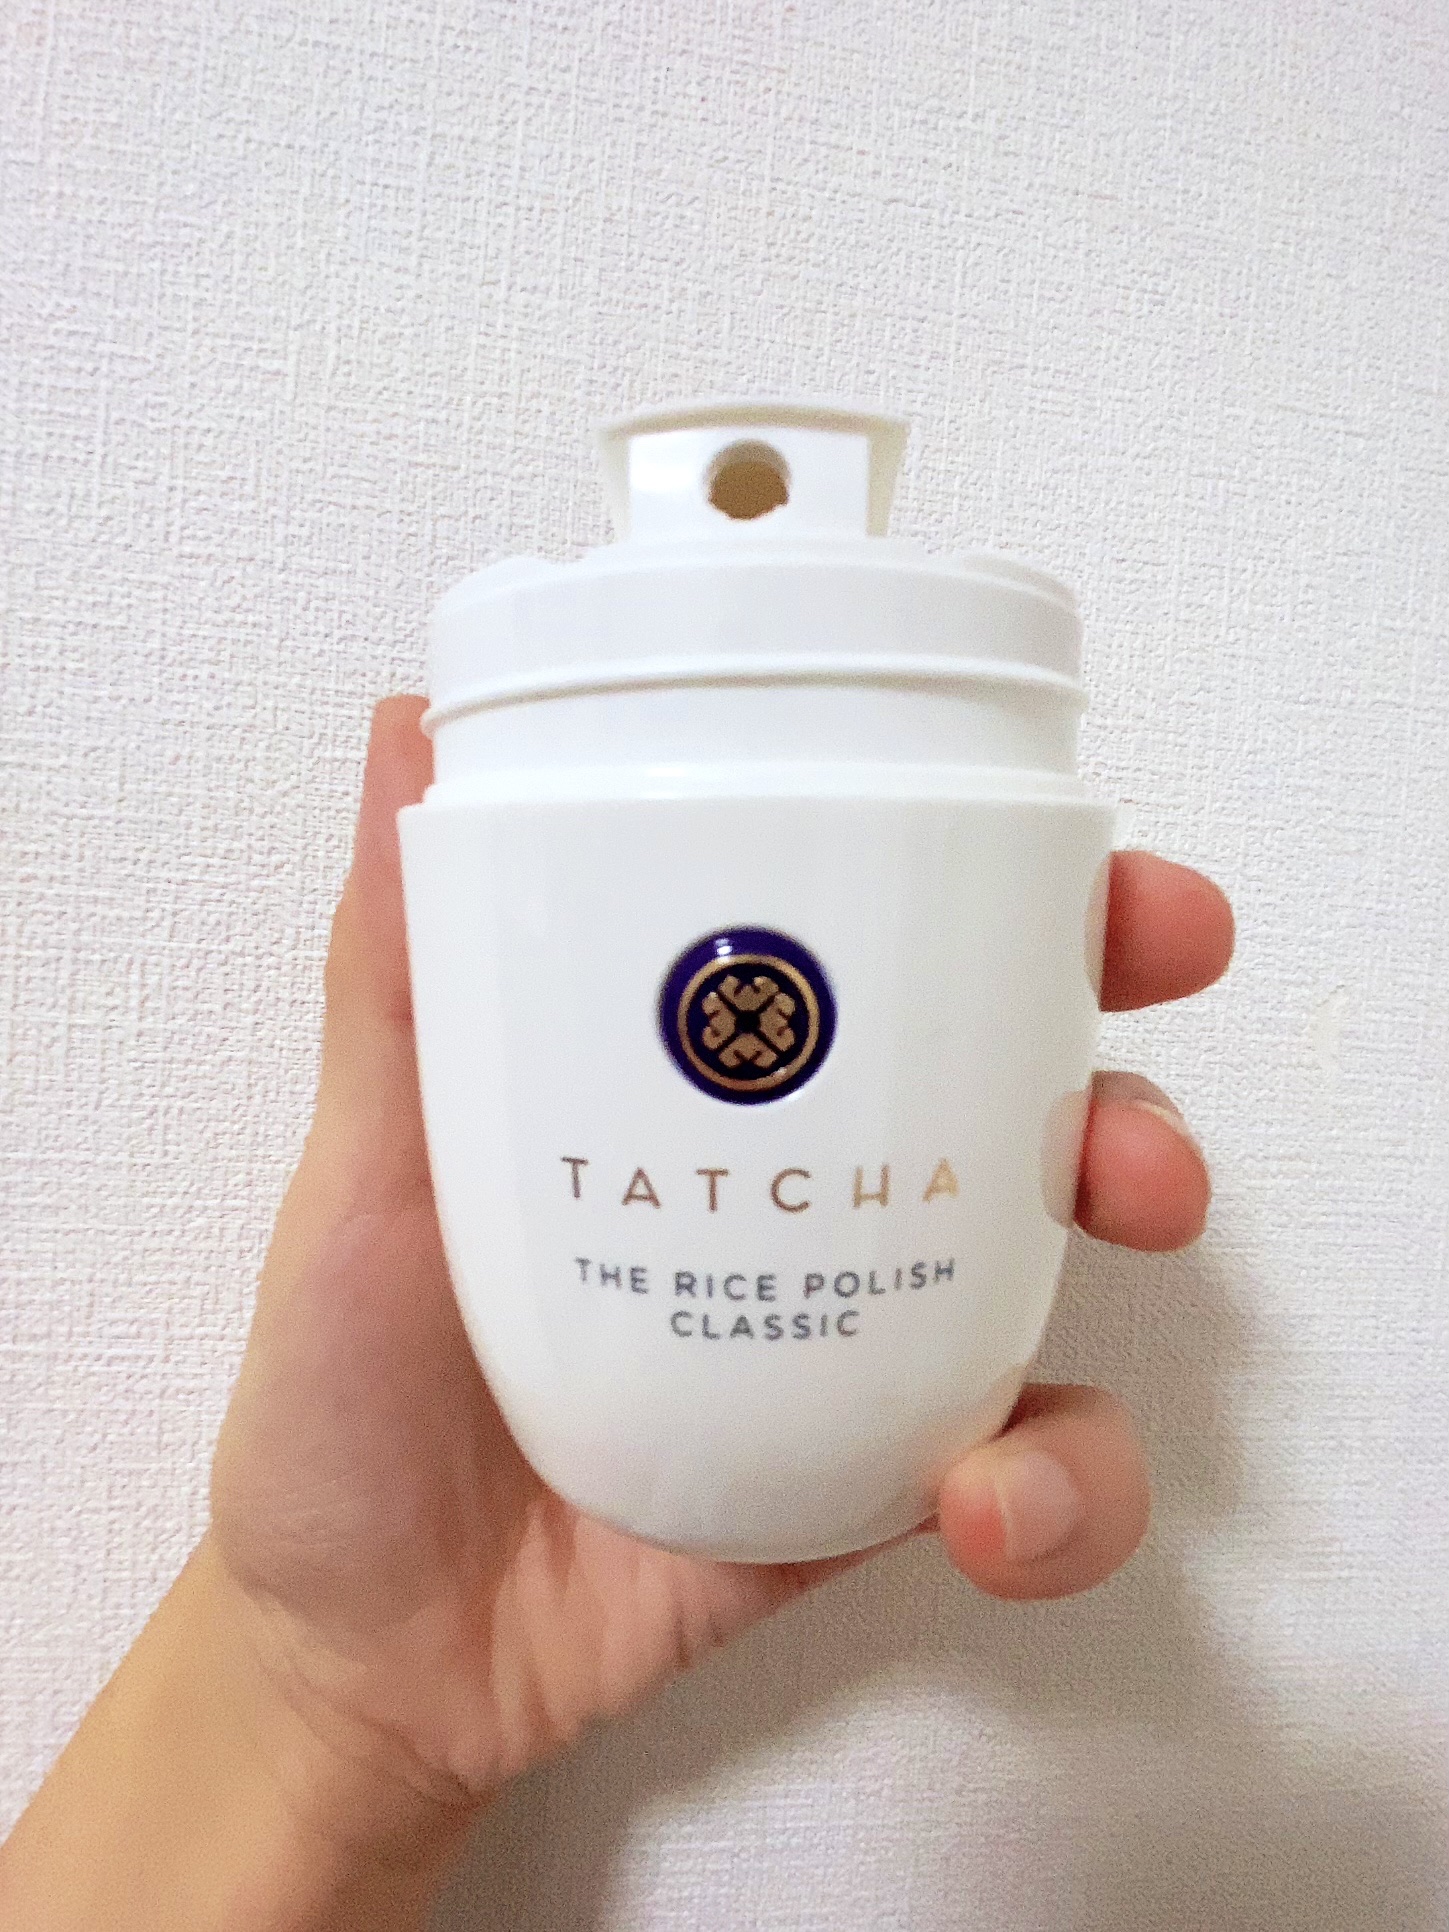 TATCHA
THE RICE POLISH
CLASSIC